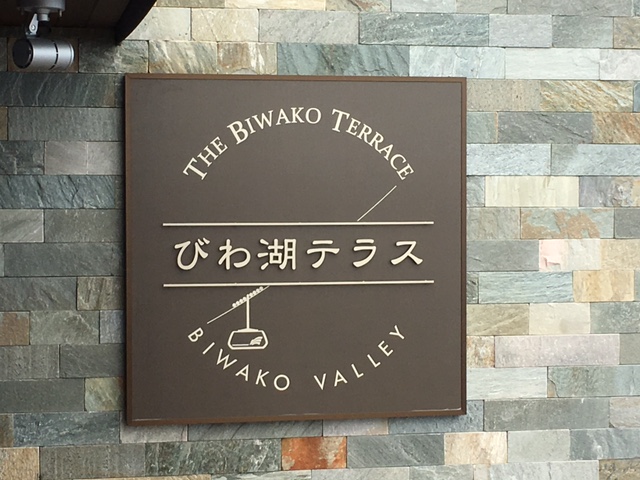 THE BIWAKO TERRACE
びわ湖テラス
BIWAKO VALLEY